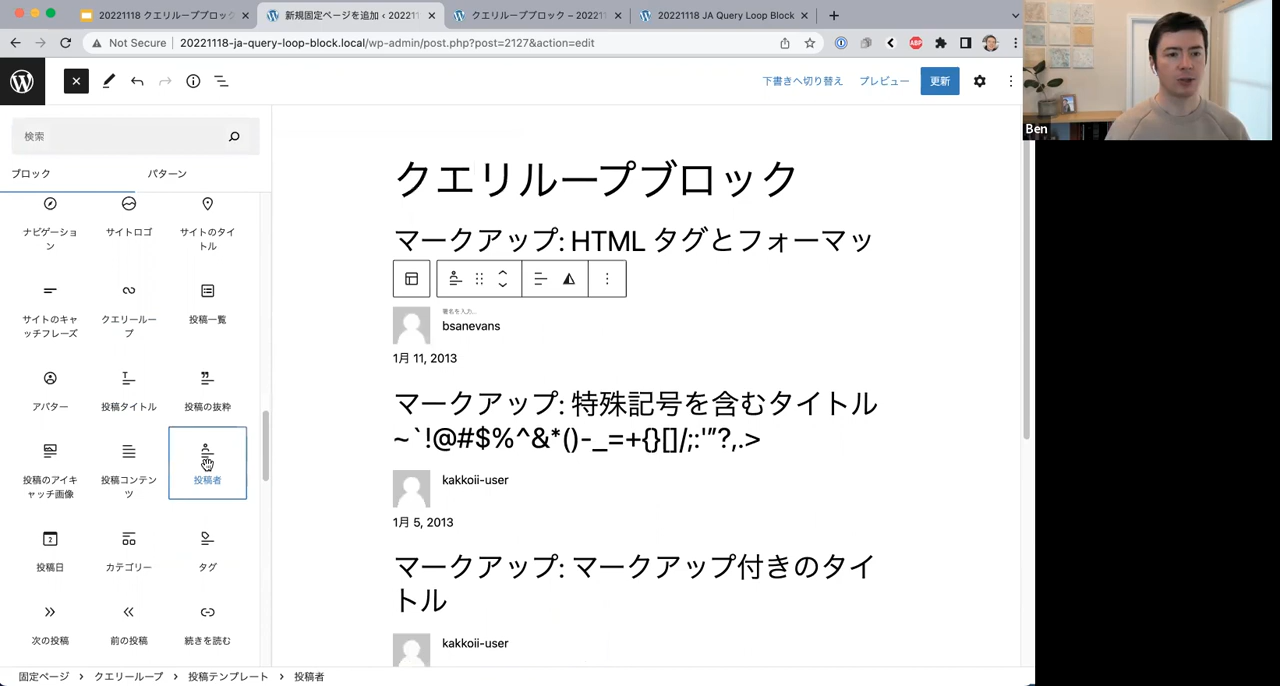 20221118 クエリループブロック
新規固定ページを追加 ‹ 202211
クエリループブロック – 202211
20221118 JA Query Loop Block
Not Secure
20221118-ja-query-loop-block.local/wp-admin/post.php?post=2127&action=edit
ABP
Ben
下書きへ切り替え
プレビュー
更新
検索
ブロック
パターン
ナビゲーション
サイトロゴ
サイトのタイトル
サイトのキャッチフレーズ
クエリーループ
投稿一覧
アバター
投稿タイトル
投稿の抜粋
投稿のアイキャッチ画像
投稿コンテンツ
投稿者
投稿日
カテゴリー
タグ
次の投稿
前の投稿
続きを読む
クエリループブロック
マークアップ: HTML タグとフォーマッ
署名を入力...
bsanevans
1月 11, 2013
マークアップ: 特殊記号を含むタイトル
~`!@#$%^&*()-_=+{}[]/;:'"?,.>
kakkoii-user
1月 5, 2013
マークアップ: マークアップ付きのタイ
トル
kakkoii-user
固定ページ › クエリーループ › 投稿テンプレート › 投稿者